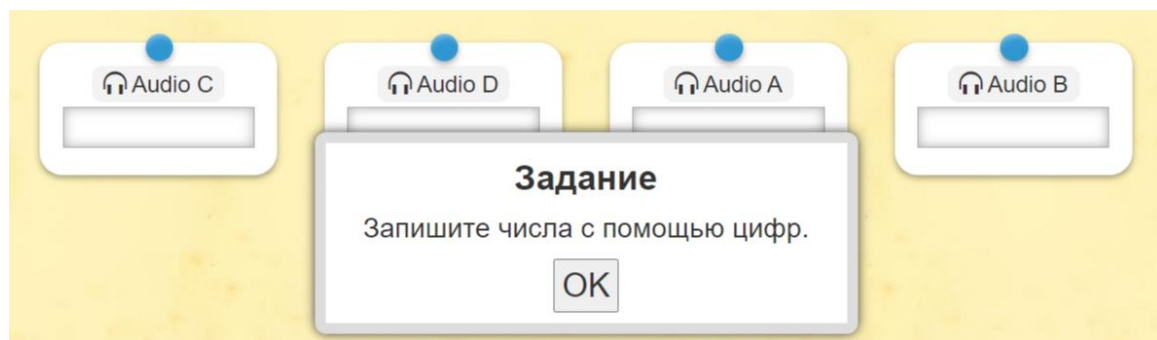 Audio C
Audio D
Audio A
Audio B
Задание
Запишите числа с помощью цифр.
OK